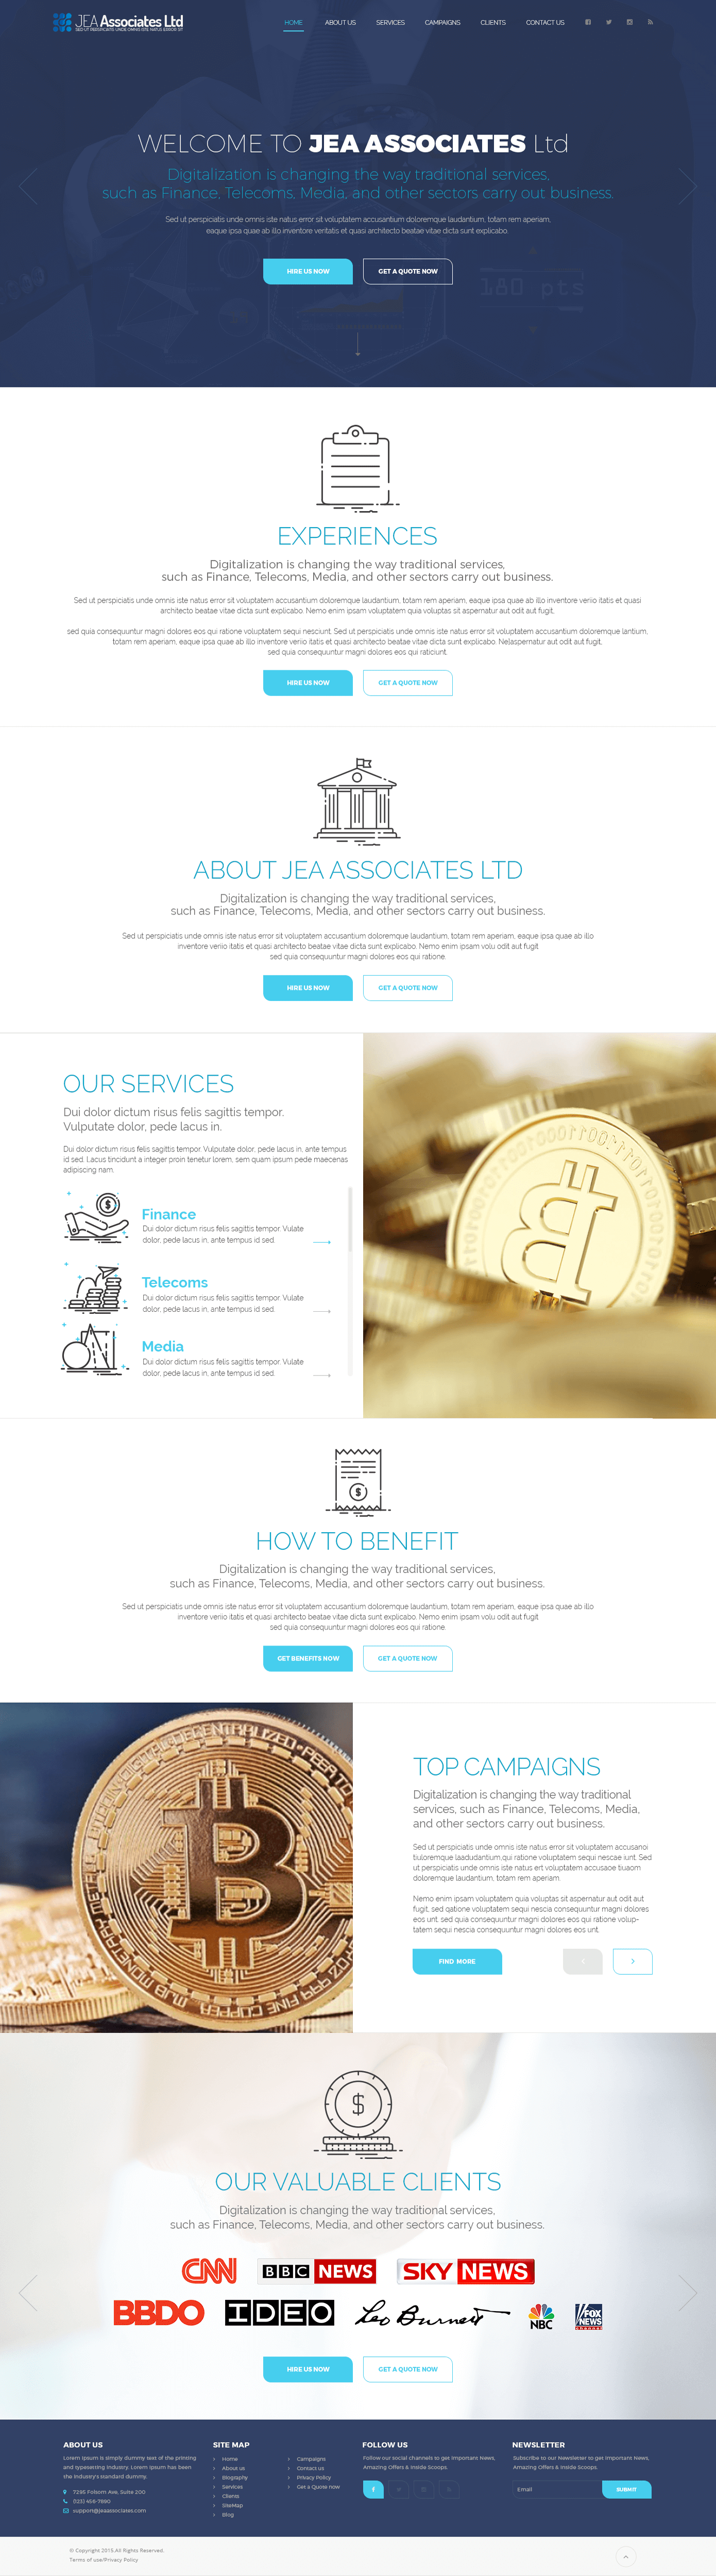 JEA Associates Ltd
SED UT PERSPICIATIS UNDE OMNIS ISTE NATUS ERROR SIT
HOME ABOUT US SERVICES CAMPAIGNS CLIENTS CONTACT US
WELCOME TO JEA ASSOCIATES Ltd
Digitalization is changing the way traditional services,
such as Finance, Telecoms, Media, and other sectors carry out business.
Sed ut perspiciatis unde omnis iste natus error sit voluptatem accusantium doloremque laudantium, totam rem aperiam,
eaque ipsa quae ab illo inventore veritatis et quasi architecto beatae vitae dicta sunt explicabo.
HIRE US NOW GET A QUOTE NOW
180 pts
EXPERIENCES
Digitalization is changing the way traditional services,
such as Finance, Telecoms, Media, and other sectors carry out business.
Sed ut perspiciatis unde omnis iste natus error sit voluptatem accusantium doloremque laudantium, totam rem aperiam, eaque ipsa quae ab illo inventore veriio itatis et quasi
architecto beatae vitae dicta sunt explicabo. Nemo enim ipsam voluptatem quia voluptas sit aspernatur aut odit aut fugit.
sed quia consequuntur magni dolores eos qui ratione voluptatem sequi nesciunt. Sed ut perspiciatis unde omnis iste natus error sit voluptatem accusantium doloremque lantium,
totam rem aperiam, eaque ipsa quae ab illo inventore veriio itatis et quasi architecto beatae vitae dicta sunt explicabo. Nelaspernatur aut odit aut fugit,
sed quia consequuntur magni dolores eos qui raticiunt.
HIRE US NOW GET A QUOTE NOW
ABOUT JEA ASSOCIATES LTD
Digitalization is changing the way traditional services,
such as Finance, Telecoms, Media, and other sectors carry out business.
Sed ut perspiciatis unde omnis iste natus error sit voluptatem accusantium doloremque laudantium, totam rem aperiam, eaque ipsa quae ab illo
inventore veriio itatis et quasi architecto beatae vitae dicta sunt explicabo. Nemo enim ipsam volu odit aut fugit
sed quia consequuntur magni dolores eos qui ratione.
HIRE US NOW GET A QUOTE NOW
OUR SERVICES
Dui dolor dictum risus felis sagittis tempor.
Vulputate dolor, pede lacus in.
Dui dolor dictum risus felis sagittis tempor. Vulputate dolor, pede lacus in, ante tempus
id sed. Lacus tincidunt a integer proin tenetur lorem, sem quam ipsum pede maecenas
adipiscing nam.
Finance
Dui dolor dictum risus felis sagittis tempor. Vulate
dolor, pede lacus in, ante tempus id sed.
Telecoms
Dui dolor dictum risus felis sagittis tempor. Vulate
dolor, pede lacus in, ante tempus id sed.
Media
Dui dolor dictum risus felis sagittis tempor. Vulate
dolor, pede lacus in, ante tempus id sed.
HOW TO BENEFIT
Digitalization is changing the way traditional services,
such as Finance, Telecoms, Media, and other sectors carry out business.
Sed ut perspiciatis unde omnis iste natus error sit voluptatem accusantium doloremque laudantium, totam rem aperiam, eaque ipsa quae ab illo
inventore veriio itatis et quasi architecto beatae vitae dicta sunt explicabo. Nemo enim ipsam volu odit aut fugit
sed quia consequuntur magni dolores eos qui ratione.
GET BENEFITS NOW GET A QUOTE NOW
TOP CAMPAIGNS
Digitalization is changing the way traditional
services, such as Finance, Telecoms, Media,
and other sectors carry out business.
Sed ut perspiciatis unde omnis iste natus error sit voluptatem accusanoi
tiuloremque laadudantium,qui ratione voluptatem sequi nescae iunt. Sed
ut perspiciatis unde omnis iste natus ert voluptatem accusaoe tiuaom
doloremque laudantium, totam rem aperiam.
Nemo enim ipsam voluptatem quia voluptas sit aspernatur aut odit aut
fugit, sed qatione voluptatem sequi nescia consequuntur magni dolores
eos unt. sed quia consequuntur magni dolores eos qui ratione volup-
tatem sequi nescia consequuntur magni dolores eos unt.
FIND MORE
OUR VALUABLE CLIENTS
Digitalization is changing the way traditional services,
such as Finance, Telecoms, Media, and other sectors carry out business.
CNN BBC NEWS SKY NEWS
BBDO IDEO Leo Burnett NBC FOX NEWS channel
HIRE US NOW GET A QUOTE NOW
ABOUT US
Lorem Ipsum is simply dummy text of the printing
and typesetting industry. Lorem Ipsum has been
the industry's standard dummy.
7296 Folsom Ave, Suite 200
(123) 456-7890
support@jeaassociates.com
SITE MAP
Home
About us
Biography
Services
Clients
SiteMap
Blog
Campaigns
Contact us
Privacy Policy
Get a Quote now
FOLLOW US
Follow our social channels to get Importanr News,
Amazing Offers & Inside Scoops.
NEWSLETTER
Subscribe to our Newsletter to get Importanr News,
Amazing Offers & Inside Scoops.
Email SUBMIT
© Copyright 2015.All Rights Reserved.
Terms of use/Privacy Policy